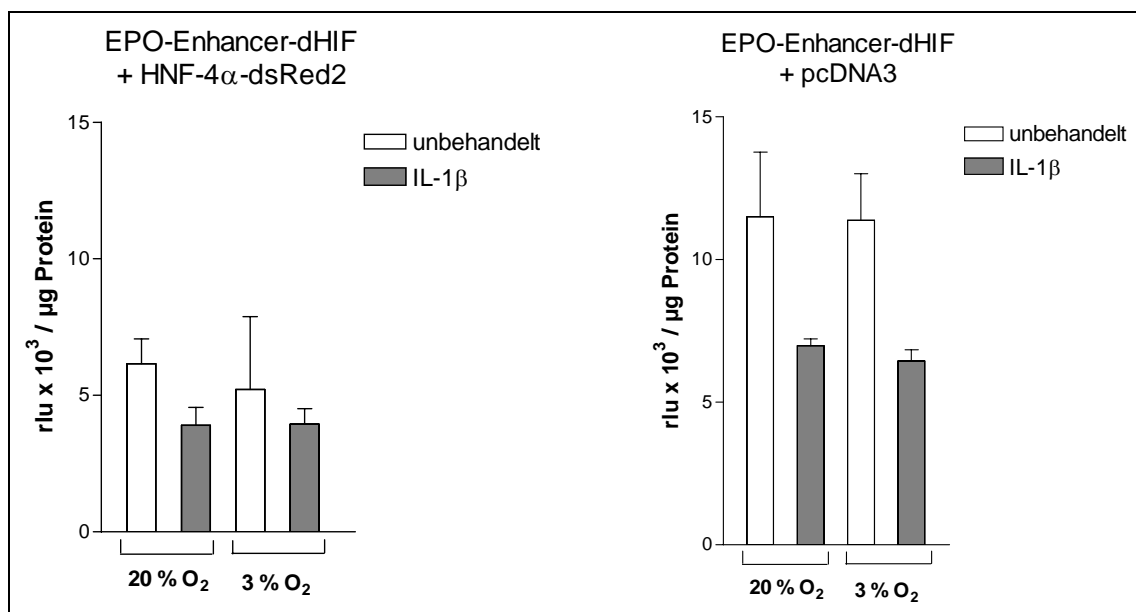 EPO-Enhancer-dHIF
+ HNF-4α-dsRed2
15
10
5
0
rlu x 10³ / µg Protein
unbehandelt
IL-1β
20 % O₂
3 % O₂
EPO-Enhancer-dHIF
+ pcDNA3
15
10
5
0
rlu x 10³ / µg Protein
unbehandelt
IL-1β
20 % O₂
3 % O₂